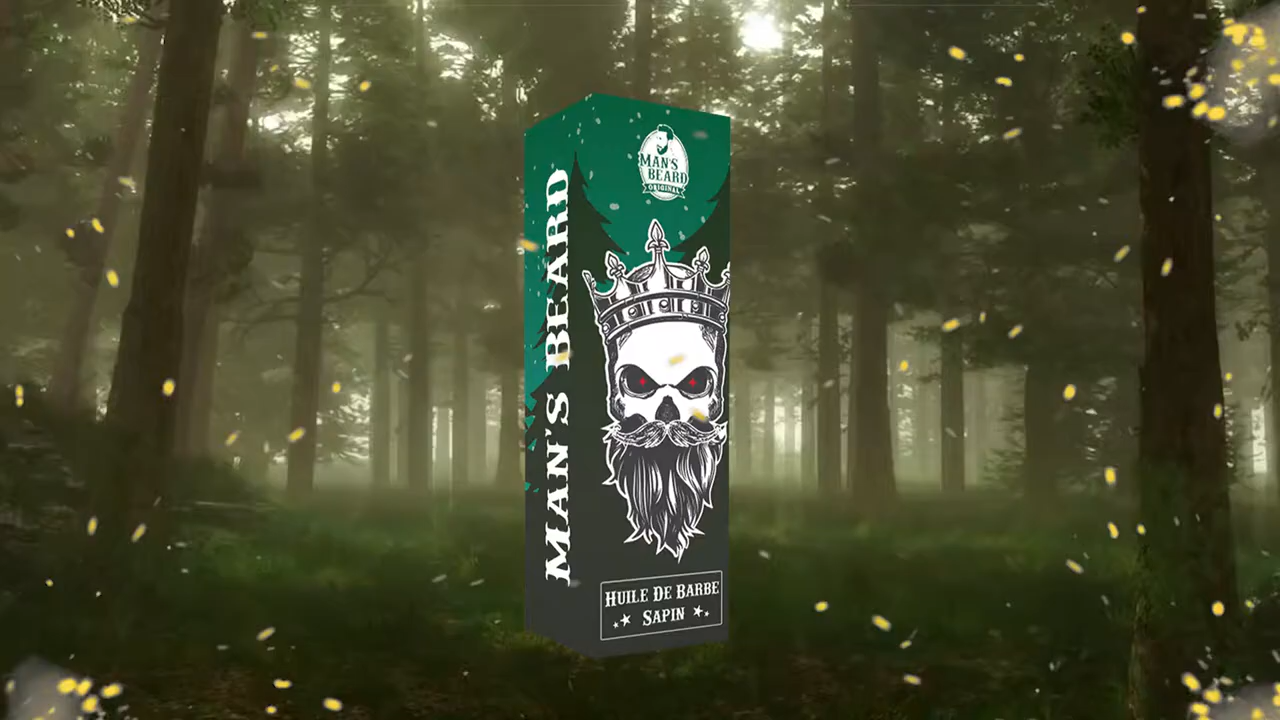 MAN'S BEARD
MAN'S
BEARD
ORIGINAL
HUILE DE BARBE
SAPIN